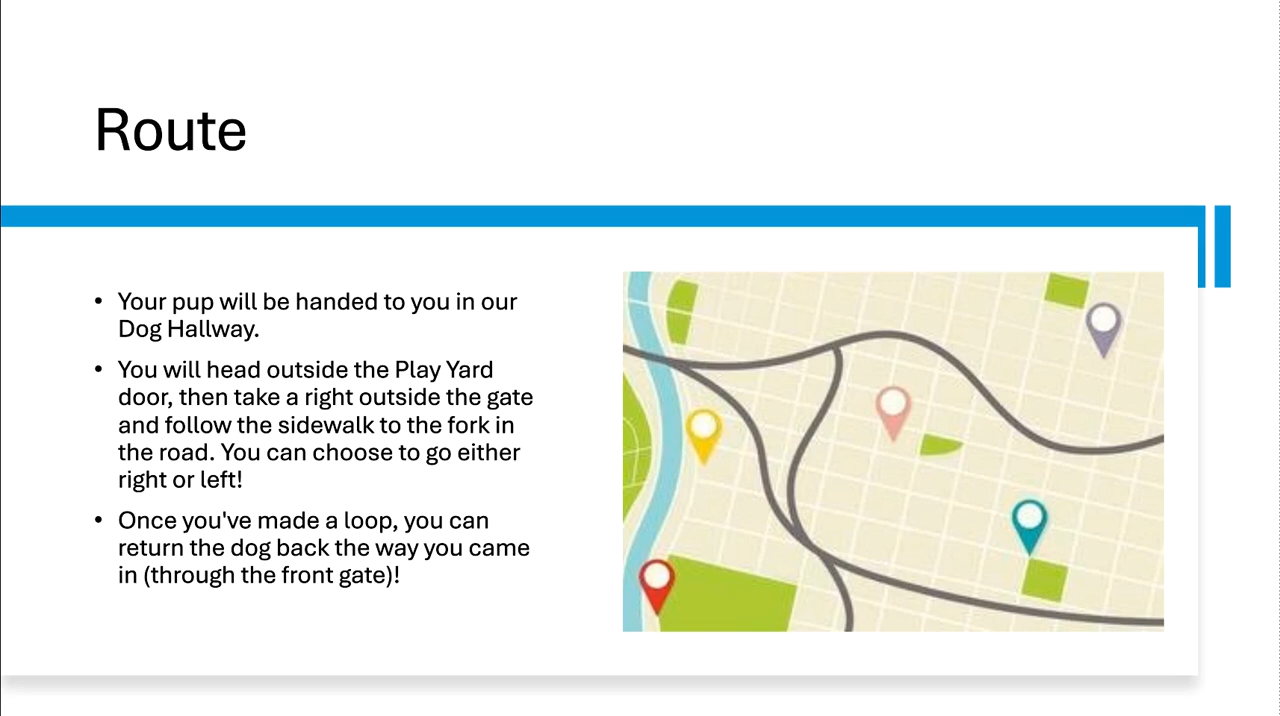 Route
• Your pup will be handed to you in our
Dog Hallway.
• You will head outside the Play Yard
door, then take a right outside the gate
and follow the sidewalk to the fork in
the road. You can choose to go either
right or left!
• Once you've made a loop, you can
return the dog back the way you came
in (through the front gate)!